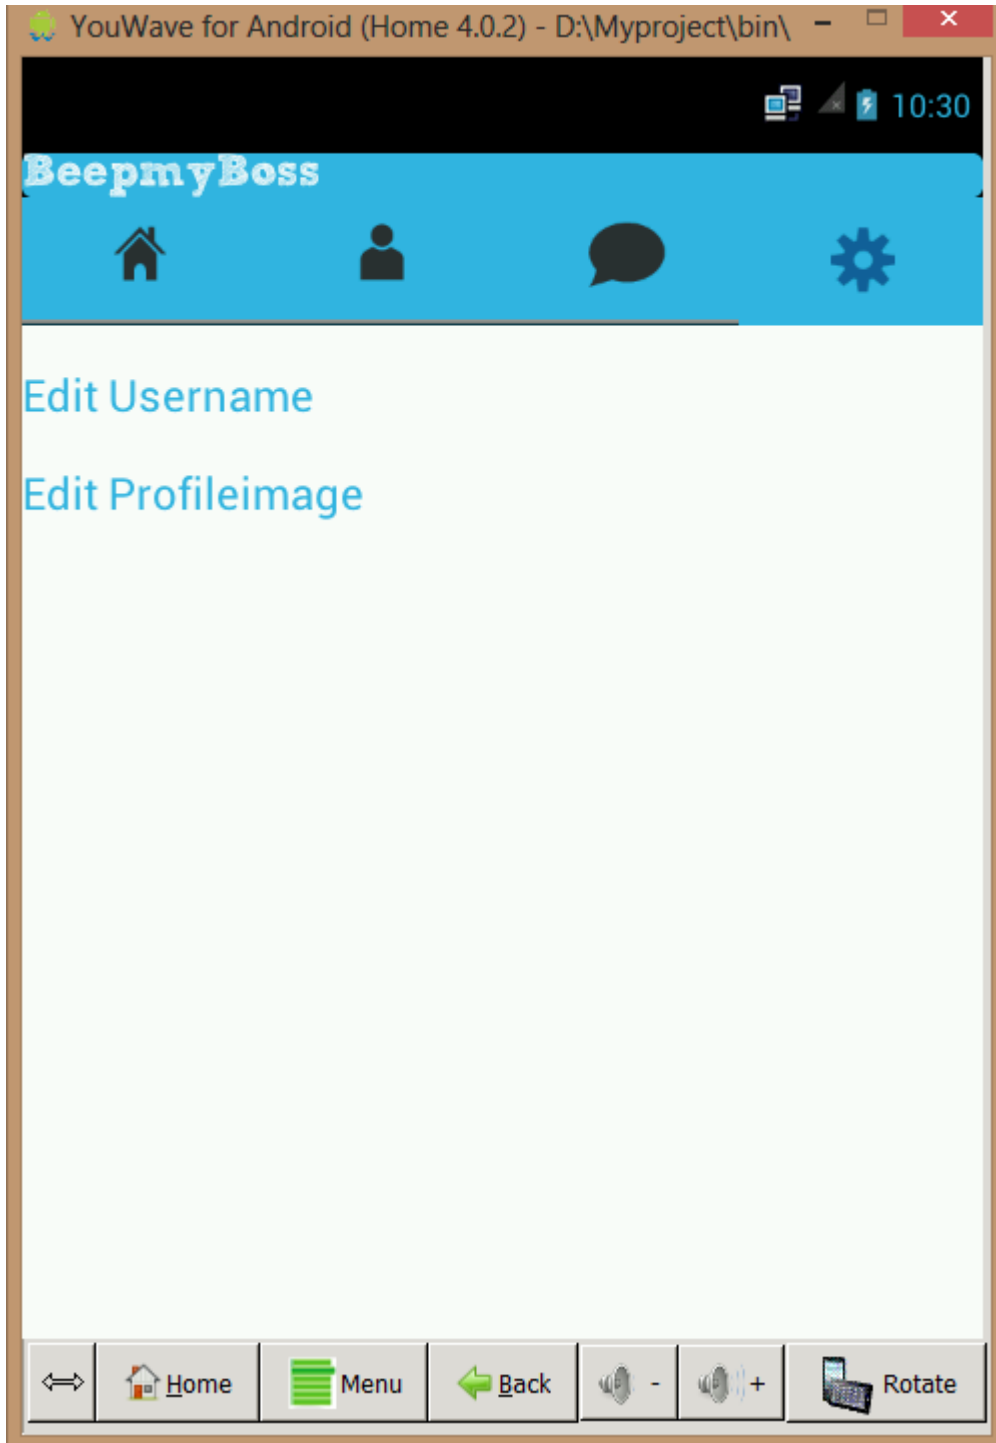 YouWave for Android (Home 4.0.2) - D:\Myproject\bin\
10:30
BeepmyBoss
Edit Username
Edit Profileimage
Home Menu Back - + Rotate